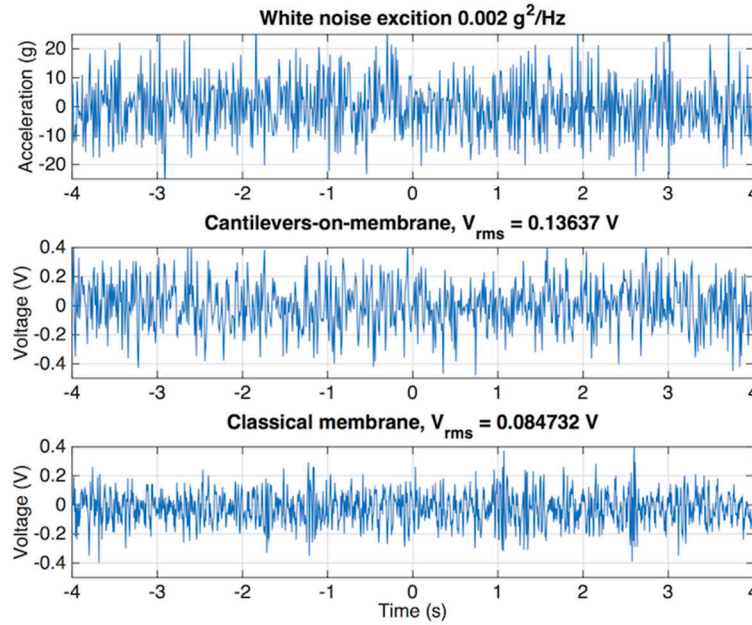 White noise excition 0.002 g²/Hz
Acceleration (g)
20
10
0
-10
-20
-4 -3 -2 -1 0 1 2 3 4
Cantilevers-on-membrane, V_rms = 0.13637 V
Voltage (V)
0.4
0.2
0
-0.2
-0.4
-4 -3 -2 -1 0 1 2 3 4
Classical membrane, V_rms = 0.084732 V
Voltage (V)
0.4
0.2
0
-0.2
-0.4
-4 -3 -2 -1 0 1 2 3 4
Time (s)